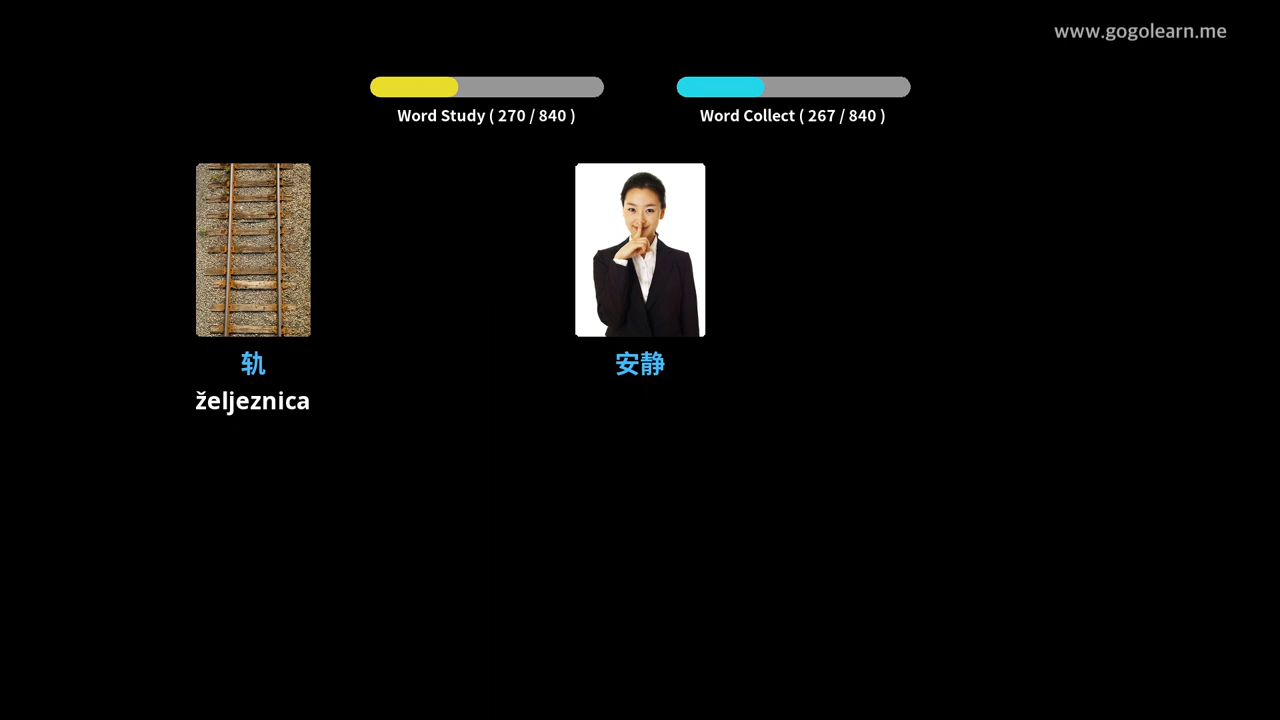 www.gogolearn.me
Word Study ( 270 / 840 )
Word Collect ( 267 / 840 )
轨
željeznica
安静